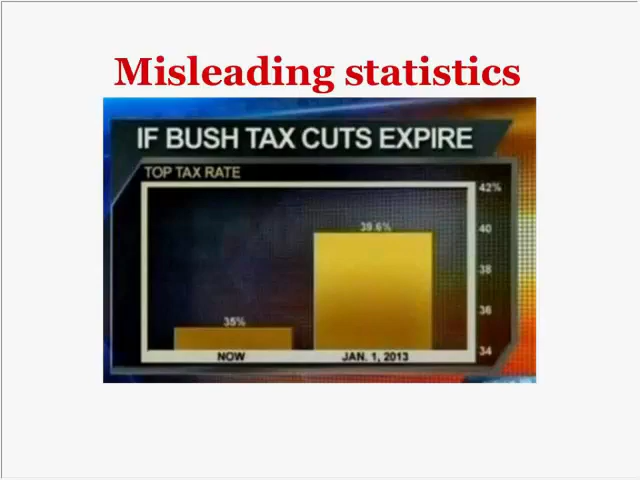 Misleading statistics
IF BUSH TAX CUTS EXPIRE
TOP TAX RATE
42%
39.6%
40
38
35%
36
34
NOW
JAN. 1, 2013